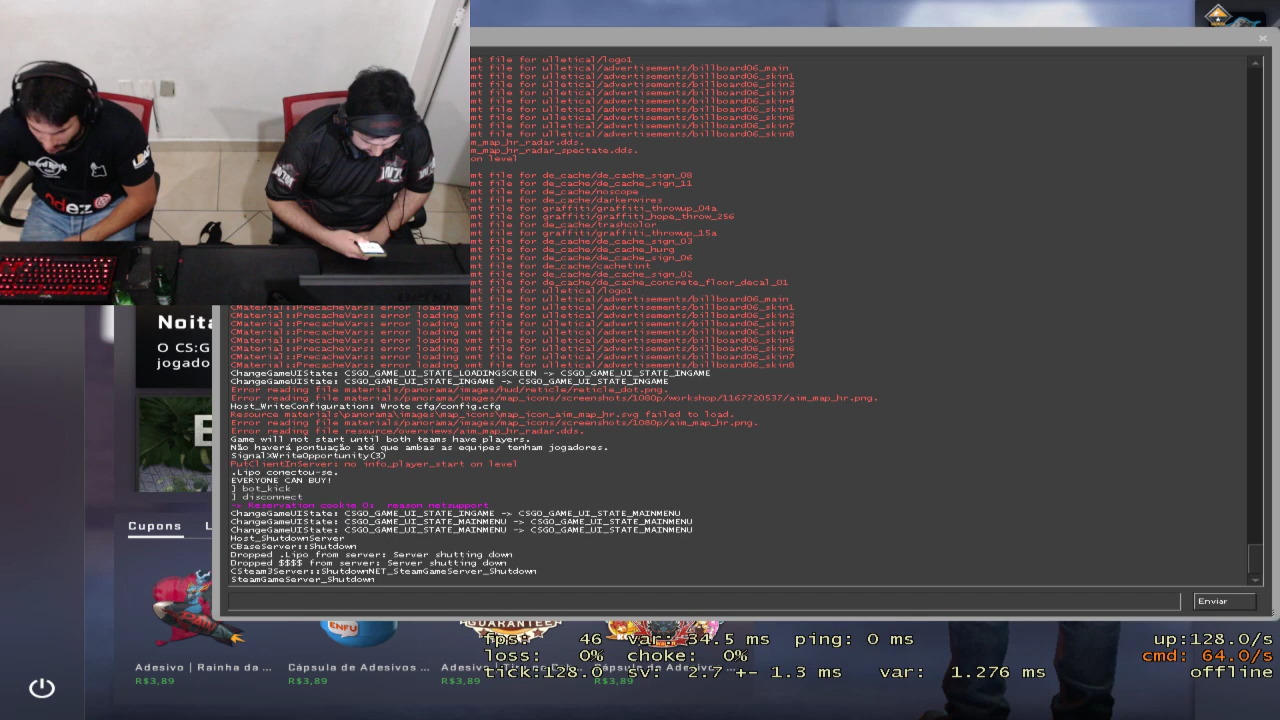 mt file for ulletical/logo1
mt file for ulletical/advertisements/billboard06_main
mt file for ulletical/advertisements/billboard06_skin1
mt file for ulletical/advertisements/billboard06_skin2
mt file for ulletical/advertisements/billboard06_skin3
mt file for ulletical/advertisements/billboard06_skin4
mt file for ulletical/advertisements/billboard06_skin5
mt file for ulletical/advertisements/billboard06_skin6
mt file for ulletical/advertisements/billboard06_skin7
mt file for ulletical/advertisements/billboard06_skin8
m_map_hr_radar.dds.
m_map_hr_radar_spectate.dds.
on level
mt file for de_cache/de_cache_sign_08
mt file for de_cache/de_cache_sign_11
mt file for de_cache/noscope
mt file for de_cache/darkerwires
mt file for graffiti/graffiti_throwup_04a
mt file for graffiti/graffiti_hope_throw_256
mt file for de_cache/trashcolor
mt file for graffiti/graffiti_throwup_15a
mt file for de_cache/de_cache_sign_03
mt file for de_cache/de_cache_hurg
mt file for de_cache/de_cache_sign_06
mt file for de_cache/cachetint
mt file for de_cache/de_cache_sign_02
mt file for de_cache/de_cache_concrete_floor_decal_01
mt file for ulletical/logo1
mt file for ulletical/advertisements/billboard06_main
CMaterial::PrecacheVars: error loading vmt file for ulletical/advertisements/billboard06_skin1
CMaterial::PrecacheVars: error loading vmt file for ulletical/advertisements/billboard06_skin2
CMaterial::PrecacheVars: error loading vmt file for ulletical/advertisements/billboard06_skin3
CMaterial::PrecacheVars: error loading vmt file for ulletical/advertisements/billboard06_skin4
CMaterial::PrecacheVars: error loading vmt file for ulletical/advertisements/billboard06_skin5
CMaterial::PrecacheVars: error loading vmt file for ulletical/advertisements/billboard06_skin6
CMaterial::PrecacheVars: error loading vmt file for ulletical/advertisements/billboard06_skin7
CMaterial::PrecacheVars: error loading vmt file for ulletical/advertisements/billboard06_skin8
ChangeGameUIState: CSGO_GAME_UI_STATE_LOADINGSCREEN -> CSGO_GAME_UI_STATE_INGAME
ChangeGameUIState: CSGO_GAME_UI_STATE_INGAME -> CSGO_GAME_UI_STATE_INGAME
Error reading file materials/panorama/images/hud/reticle/reticle_dot.png.
Error reading file materials/panorama/images/map_icons/screenshots/1080p/workshop/1167720537/aim_map_hr.png.
Host_WriteConfiguration: Wrote cfg/config.cfg
Resource materials\panorama\images\map_icons\map_icon_aim_map_hr.svg failed to load.
Error reading file materials/panorama/images/map_icons/screenshots/1080p/aim_map_hr.png.
Error reading file resource/overviews/aim_map_hr_radar.dds.
Game will not start until both teams have players.
Não haverá pontuação até que ambas as equipes tenham jogadores.
SignalXWriteOpportunity(3)
PutClientInServer: no info_player_start on level
.Lipo conectou-se.
EVERYONE CAN BUY!
] bot_kick
] disconnect
-> Reservation cookie 0:  reason netsupport
ChangeGameUIState: CSGO_GAME_UI_STATE_INGAME -> CSGO_GAME_UI_STATE_MAINMENU
ChangeGameUIState: CSGO_GAME_UI_STATE_MAINMENU -> CSGO_GAME_UI_STATE_MAINMENU
ChangeGameUIState: CSGO_GAME_UI_STATE_MAINMENU -> CSGO_GAME_UI_STATE_MAINMENU
Host_ShutdownServer
CBaseServer::Shutdown
Dropped .Lipo from server: Server shutting down
Dropped $$$$ from server: Server shutting down
CSteam3Server::ShutdownNET_SteamGameServer_Shutdown
SteamGameServer_Shutdown
Enviar
Noita
O CS:G
jogado
E
Cupons L
ENFU
GUARANTEE
Adesivo | Rainha da ...
R$3,89
Cápsula de Adesivos ...
R$3,89
Adesivo
R$3,89
Cápsula de Adesivos ...
R$3,89
fps: 46 var: 34.5 ms ping: 0 ms
loss: 0% choke: 0%
tick:128.0 sv: 2.7 +- 1.3 ms var: 1.276 ms
up:128.0/s
cmd: 64.0/s
offline